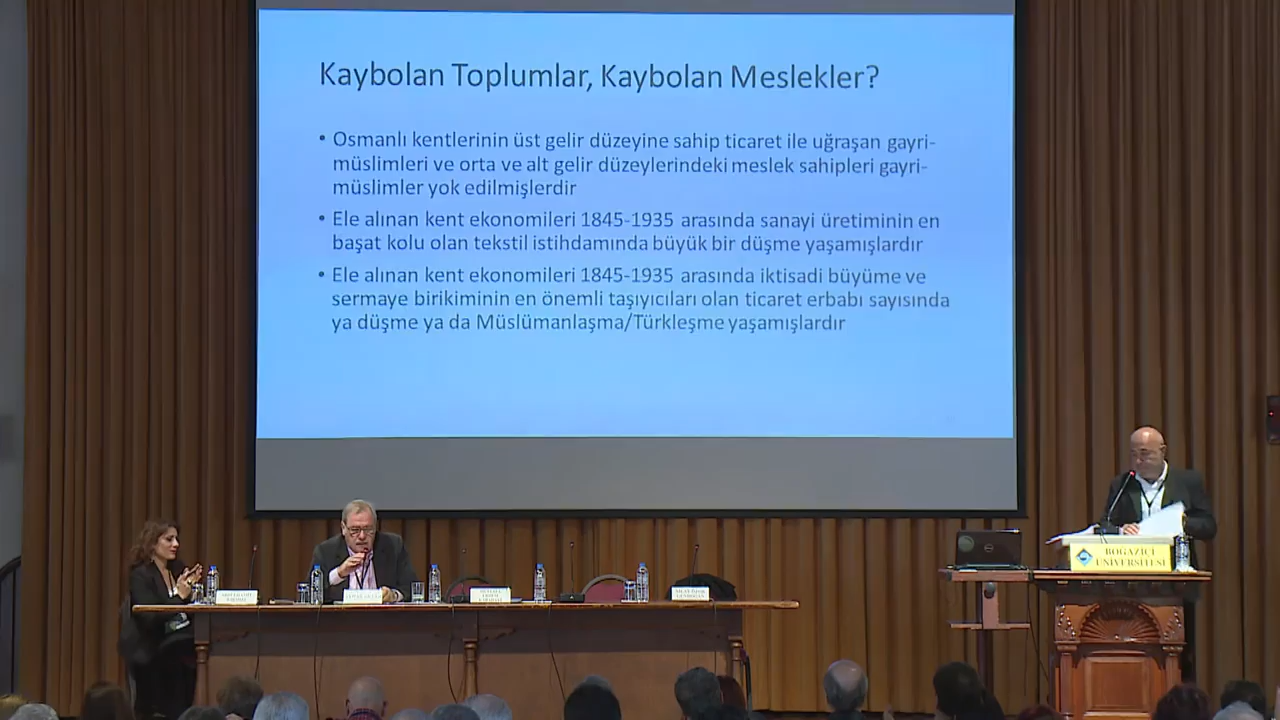 Kaybolan Toplumlar, Kaybolan Meslekler?
• Osmanlı kentlerinin üst gelir düzeyine sahip ticaret ile uğraşan gayri-
müslimleri ve orta ve alt gelir düzeylerindeki meslek sahipleri gayri-
müslimler yok edilmişlerdir
• Ele alınan kent ekonomileri 1845-1935 arasında sanayi üretiminin en
başat kolu olan tekstil istihdamında büyük bir düşme yaşamışlardır
• Ele alınan kent ekonomileri 1845-1935 arasında iktisadi büyüme ve
sermaye birikiminin en önemli taşıyıcıları olan ticaret erbabı sayısında
ya düşme ya da Müslümanlaşma/Türkleşme yaşamışlardır
BOĞAZİÇİ
ÜNİVERSİTESİ